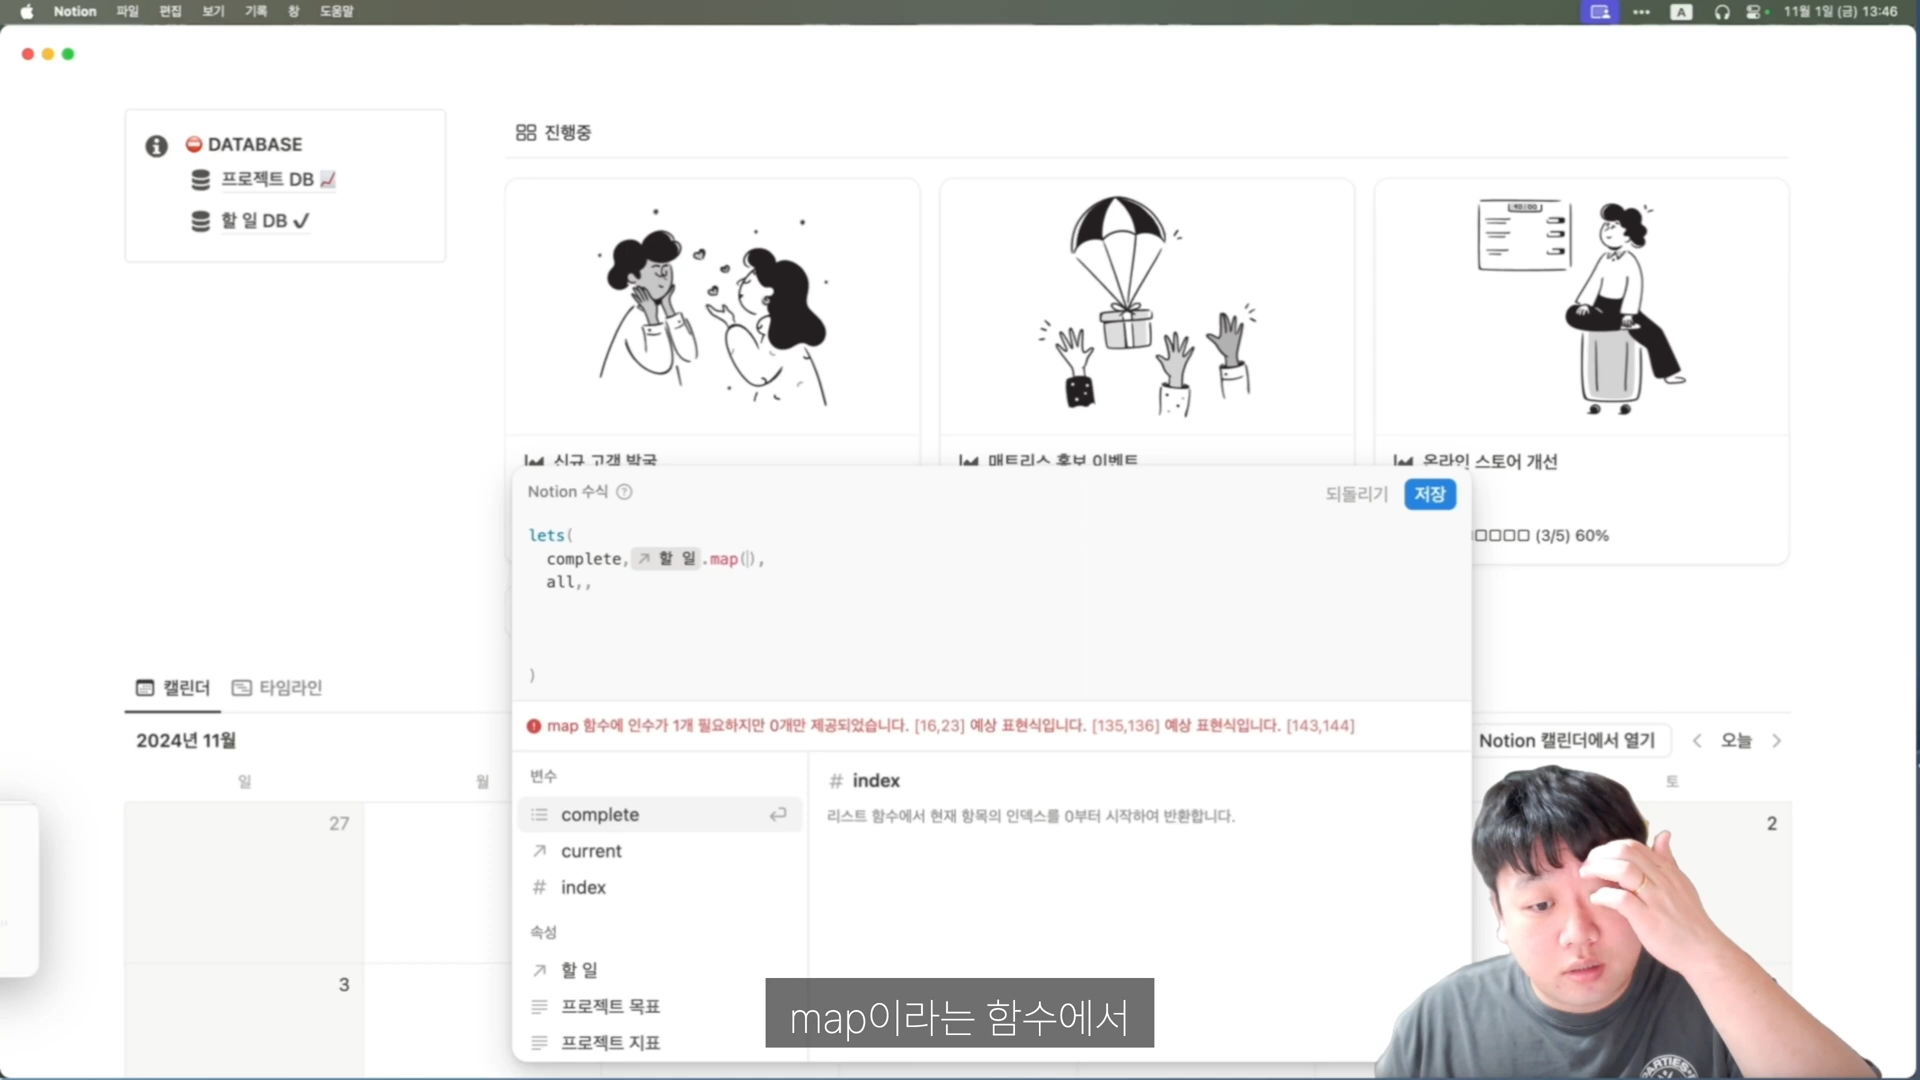 Notion 파일 편집 보기 기록 창 도움말
A 11월 1일 (금) 13:46
DATABASE
프로젝트 DB
할 일 DB ✓
진행중
신규 고객 발굴
매트리스 홍보 이벤트
온라인 스토어 개선
□□□□ (3/5) 60%
Notion 수식
되돌리기
저장
lets(
complete, ↗ 할 일.map(),
all,,
)
map 함수에 인수가 1개 필요하지만 0개만 제공되었습니다. [16,23] 예상 표현식입니다. [135,136] 예상 표현식입니다. [143,144]
변수
complete
current
index
속성
할 일
프로젝트 목표
프로젝트 지표
# index
리스트 함수에서 현재 항목의 인덱스를 0부터 시작하여 반환합니다.
캘린더
타임라인
2024년 11월
Notion 캘린더에서 열기
오늘
일
월
토
27
2
3
map이라는 함수에서